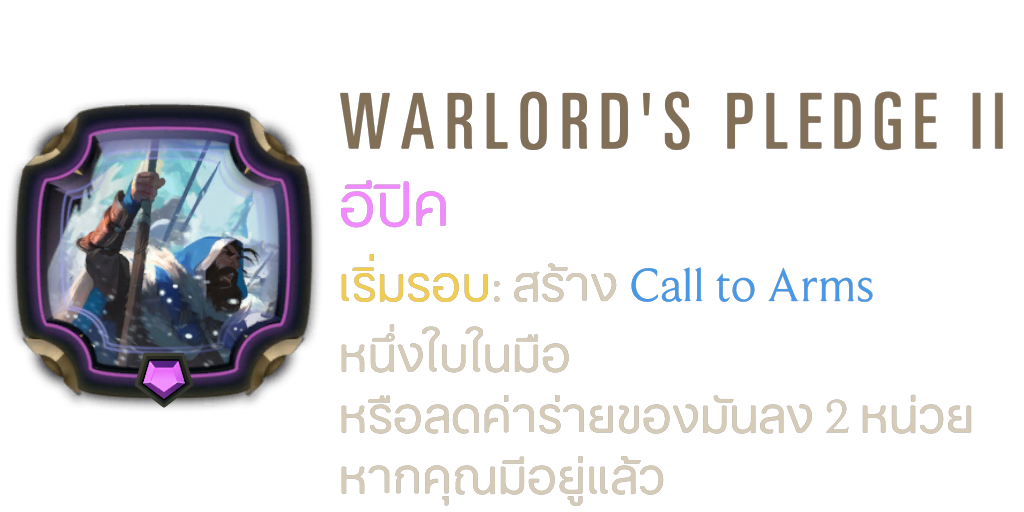 WARLORD'S PLEDGE II
อีปิค
เริ่มรอบ: สร้าง Call to Arms
หนึ่งใบในมือ
หรือลดค่าร่ายของมันลง 2 หน่วย
หากคุณมีอยู่แล้ว